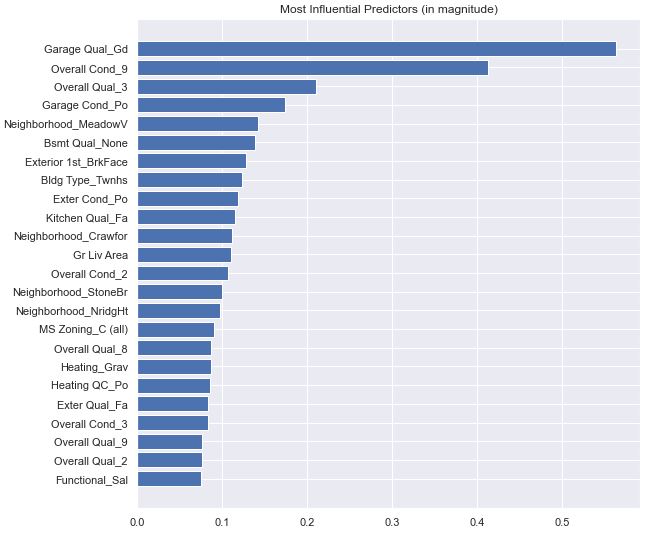 Most Influential Predictors (in magnitude)
Garage Qual_Gd
Overall Cond_9
Overall Qual_3
Garage Cond_Po
Neighborhood_MeadowV
Bsmt Qual_None
Exterior 1st_BrkFace
Bldg Type_Twnhs
Exter Cond_Po
Kitchen Qual_Fa
Neighborhood_Crawfor
Gr Liv Area
Overall Cond_2
Neighborhood_StoneBr
Neighborhood_NridgHt
MS Zoning_C (all)
Overall Qual_8
Heating_Grav
Heating QC_Po
Exter Qual_Fa
Overall Cond_3
Overall Qual_9
Overall Qual_2
Functional_Sal
0.0 0.1 0.2 0.3 0.4 0.5